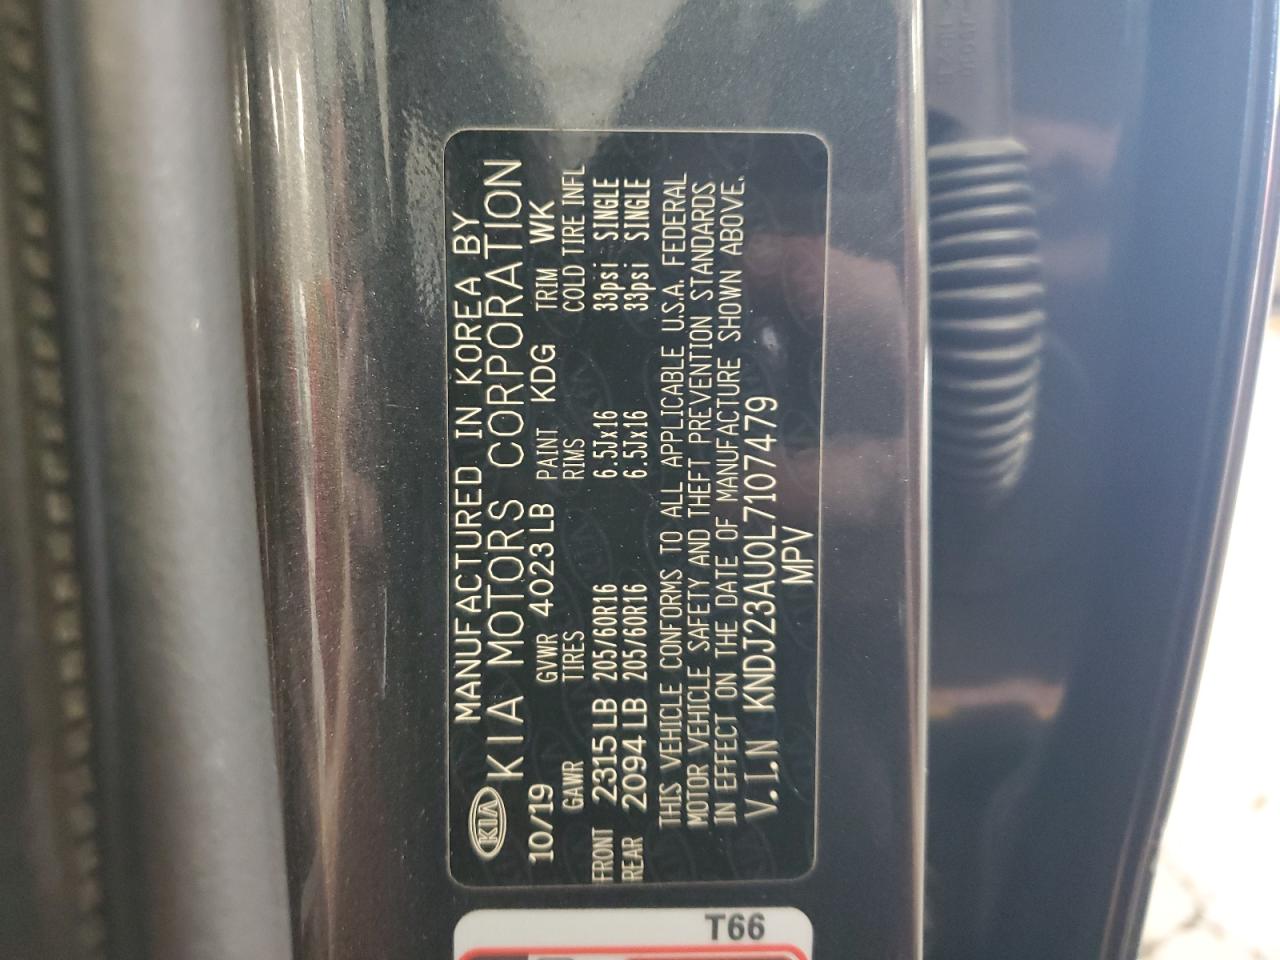 MANUFACTURED IN KOREA BY
KIA KIA MOTORS CORPORATION
10/19 GVWR 4023 LB PAINT KDG TRIM WK
GAWR TIRES RIMS COLD TIRE INFL
FRONT 2315 LB 205/60R16 6.5Jx16 33psi SINGLE
REAR 2094 LB 205/60R16 6.5Jx16 33psi SINGLE
THIS VEHICLE CONFORMS TO ALL APPLICABLE U.S.A. FEDERAL
MOTOR VEHICLE SAFETY AND THEFT PREVENTION STANDARDS
IN EFFECT ON THE DATE OF MANUFACTURE SHOWN ABOVE.
V.I.N KNDJ23AU0L7107479
MPV
T66